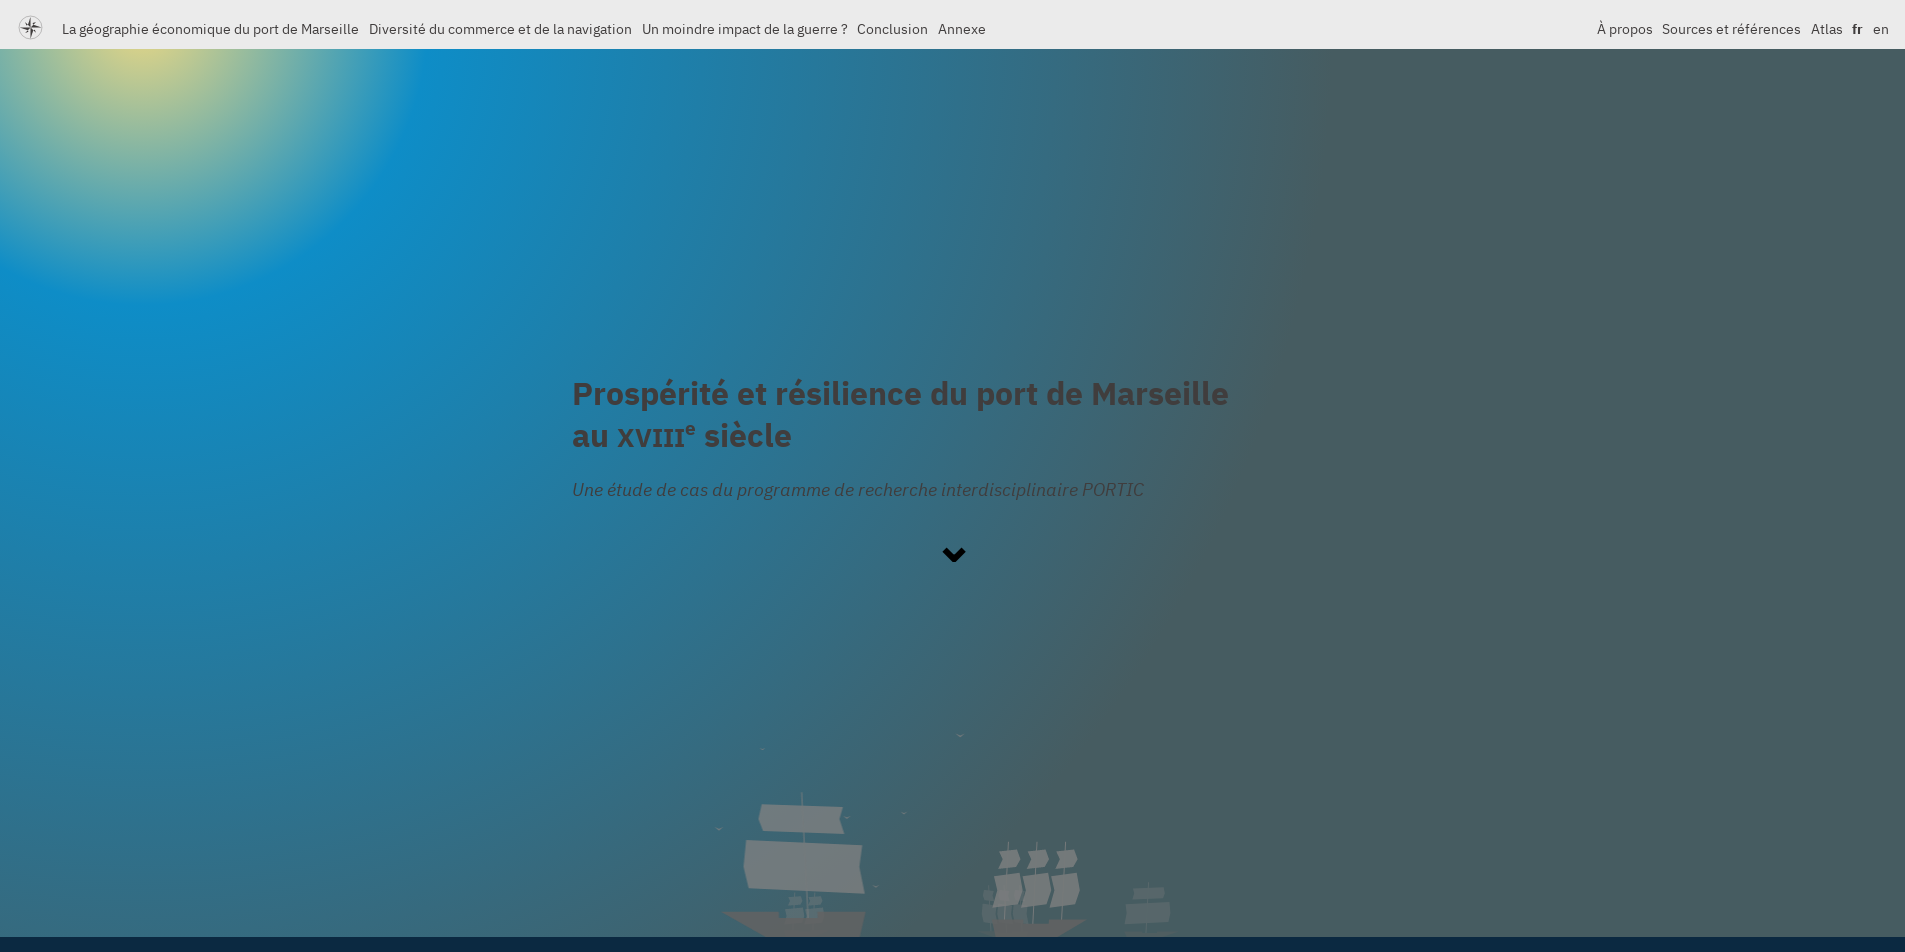 La géographie économique du port de Marseille Diversité du commerce et de la navigation Un moindre impact de la guerre ? Conclusion Annexe À propos Sources et références Atlas fr en
Prospérité et résilience du port de Marseille
au XVIIIe siècle
Une étude de cas du programme de recherche interdisciplinaire PORTIC